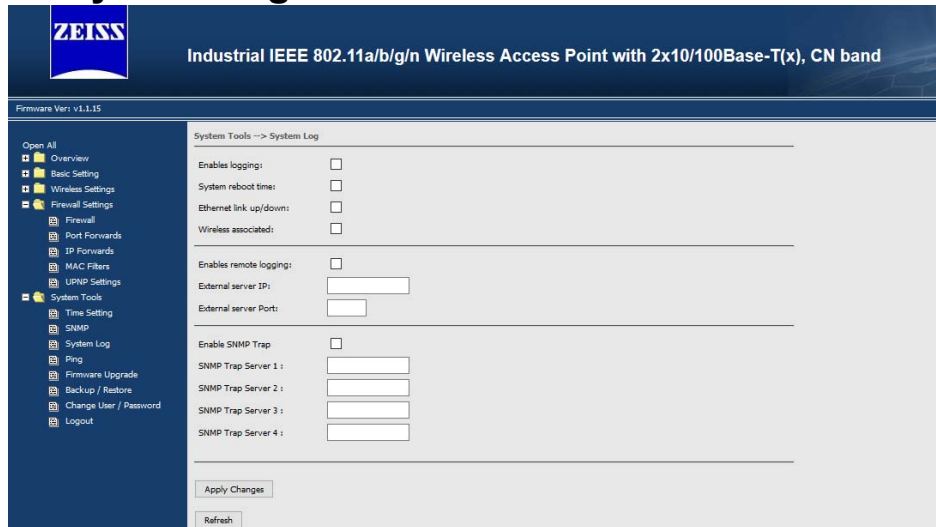 ZEISS
Industrial IEEE 802.11a/b/g/n Wireless Access Point with 2x10/100Base-T(x), CN band
Firmware Ver: v1.1.15
Open All
Overview
Basic Setting
Wireless Settings
Firewall Settings
Firewall
Port Forwards
IP Forwards
MAC Filters
UPNP Settings
System Tools
Time Setting
SNMP
System Log
Ping
Firmware Upgrade
Backup / Restore
Change User / Password
Logout
System Tools --> System Log
Enables logging:
System reboot time:
Ethernet link up/down:
Wireless associated:
Enables remote logging:
External server IP:
External server Port:
Enable SNMP Trap
SNMP Trap Server 1 :
SNMP Trap Server 2 :
SNMP Trap Server 3 :
SNMP Trap Server 4 :
Apply Changes
Refresh